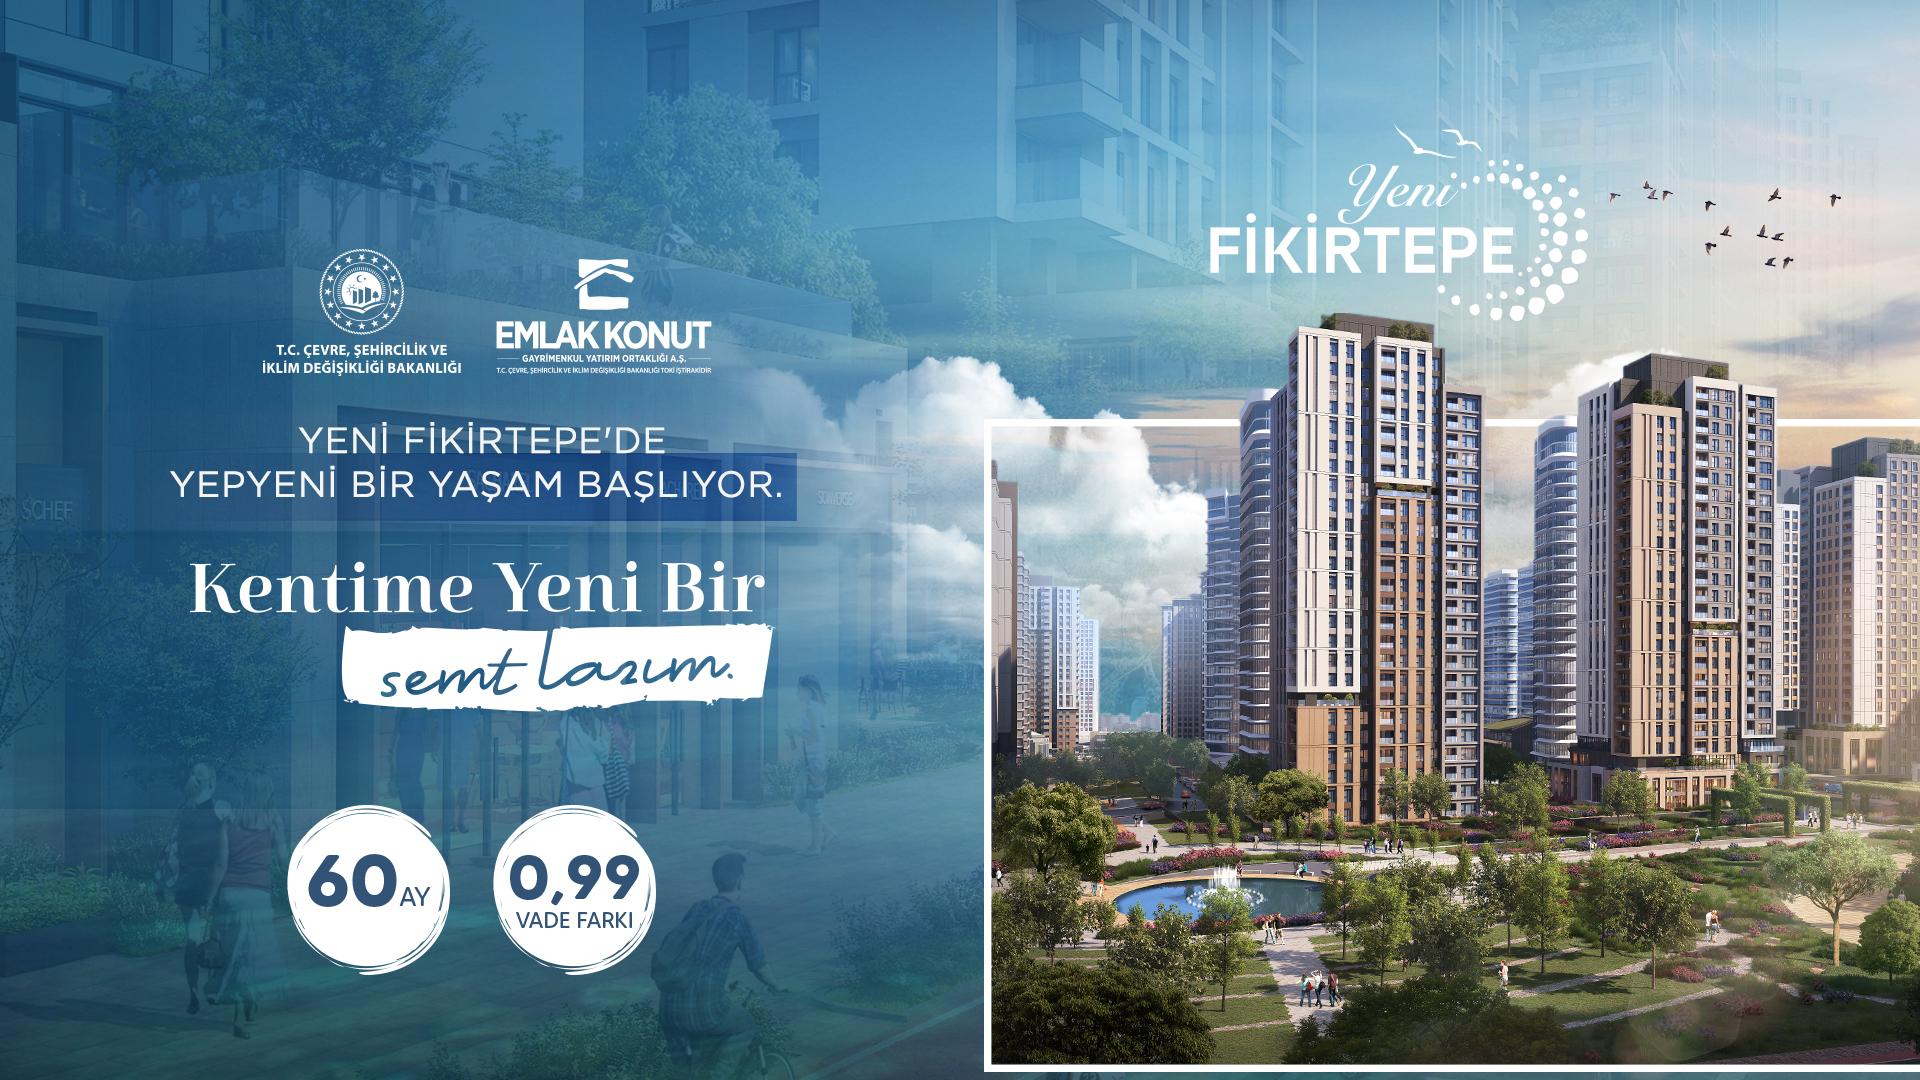 T.C. ÇEVRE, ŞEHİRCİLİK VE
İKLİM DEĞİŞİKLİĞİ BAKANLIĞI
EMLAK KONUT
GAYRİMENKUL YATIRIM ORTAKLIĞI A.Ş.
T.C. ÇEVRE, ŞEHİRCİLİK VE İKLİM DEĞİŞİKLİĞİ BAKANLIĞI TOKİ İŞTİRAKİDİR
YENİ FİKİRTEPE'DE
YEPYENİ BİR YAŞAM BAŞLIYOR.
Kentime Yeni Bir
semt lazım.
60 AY
0,99
VADE FARKI
Yeni
FİKİRTEPE
SCHEF